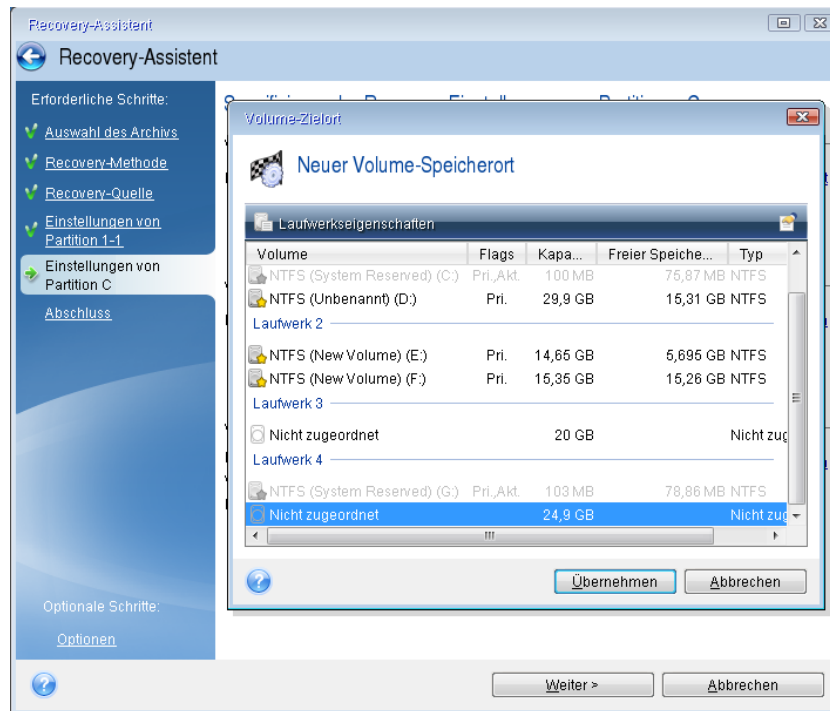 Recovery-Assistent
Recovery-Assistent
Erforderliche Schritte:
Auswahl des Archivs
Recovery-Methode
Recovery-Quelle
Einstellungen von
Partition 1-1
Einstellungen von
Partition C
Abschluss
Optionale Schritte:
Optionen
Volume-Zielort
Neuer Volume-Speicherort
Laufwerkseigenschaften
Volume Flags Kapa... Freier Speiche... Typ
NTFS (System Reserved) (C:) Pri.,Akt. 100 MB 75,87 MB NTFS
NTFS (Unbenannt) (D:) Pri. 29,9 GB 15,31 GB NTFS
Laufwerk 2
NTFS (New Volume) (E:) Pri. 14,65 GB 5,695 GB NTFS
NTFS (New Volume) (F:) Pri. 15,35 GB 15,26 GB NTFS
Laufwerk 3
Nicht zugeordnet 20 GB Nicht zug
Laufwerk 4
NTFS (System Reserved) (G:) Pri.,Akt. 103 MB 78,86 MB NTFS
Nicht zugeordnet 24,9 GB Nicht zug
Übernehmen Abbrechen
Weiter > Abbrechen